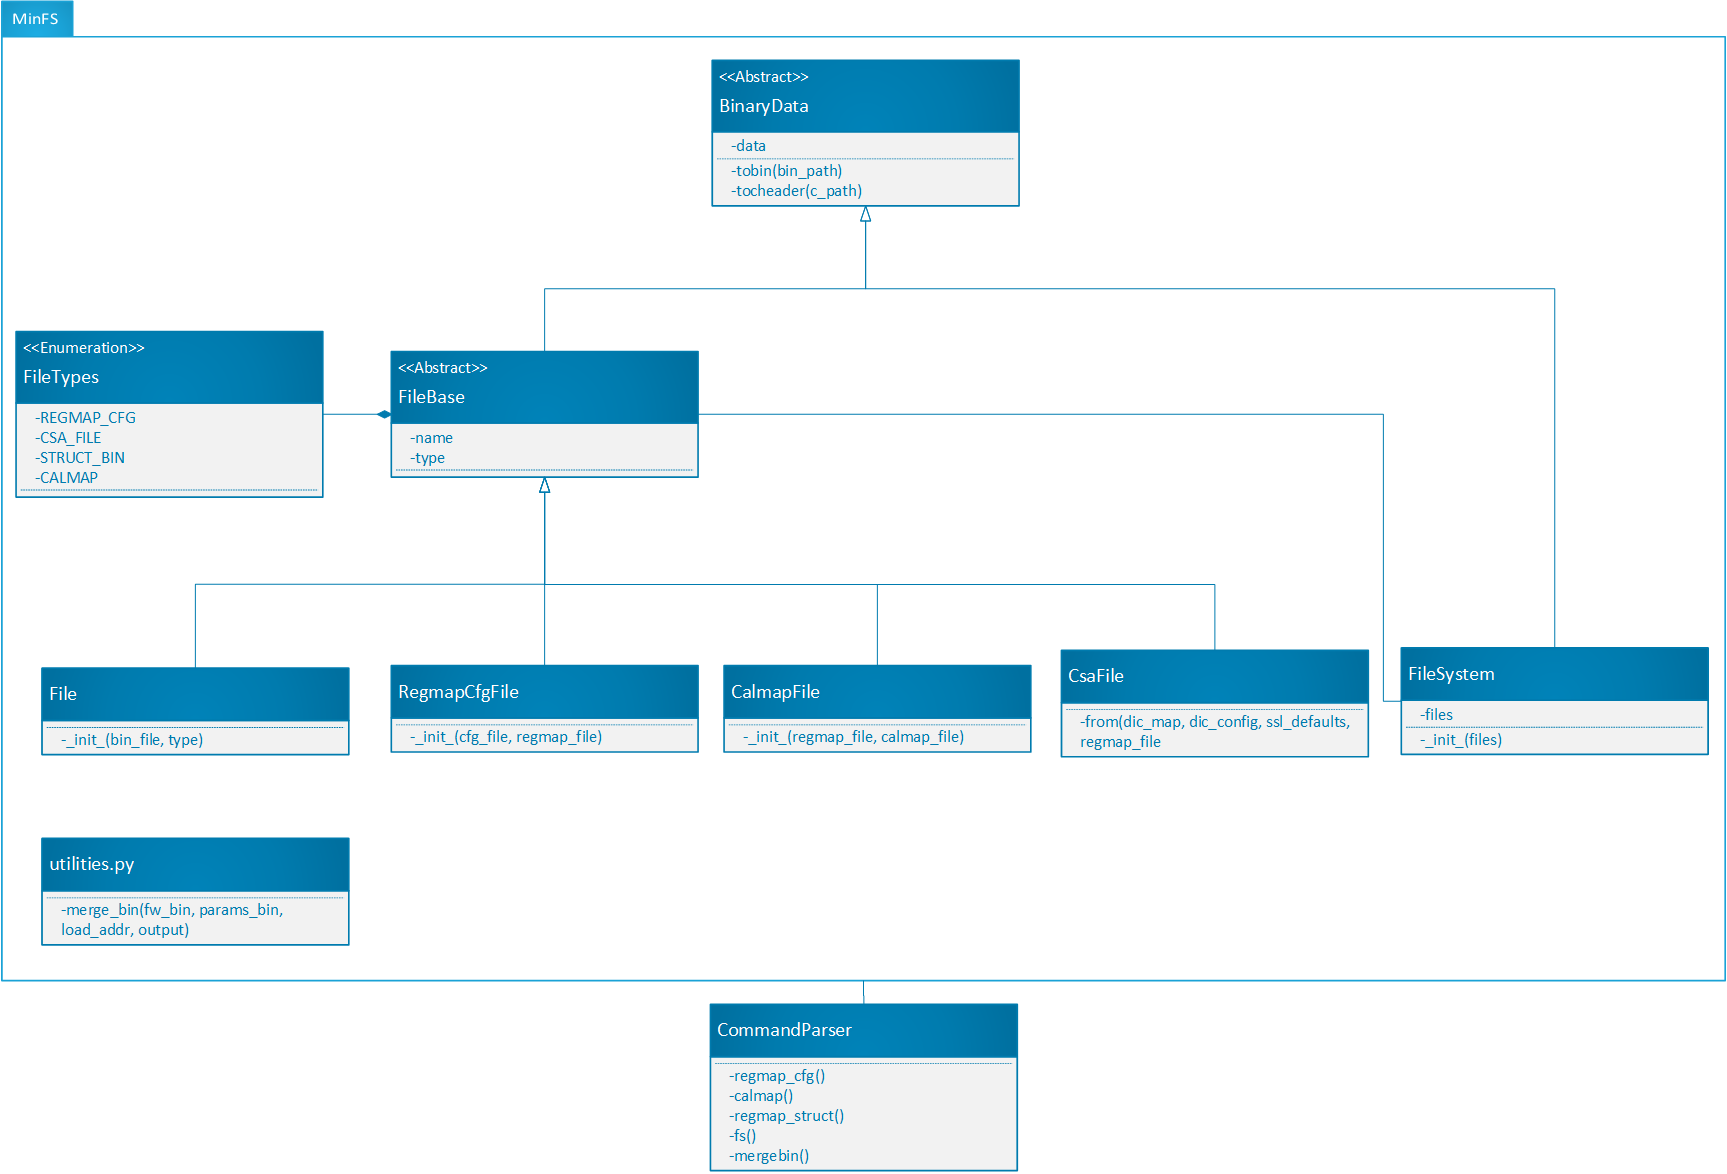 MinFS
<<Abstract>>
BinaryData
-data
-tobin(bin_path)
-tocheader(c_path)
<<Enumeration>>
FileTypes
-REGMAP_CFG
-CSA_FILE
-STRUCT_BIN
-CALMAP
<<Abstract>>
FileBase
-name
-type
File
-_init_(bin_file, type)
RegmapCfgFile
-_init_(cfg_file, regmap_file)
CalmapFile
-_init_(regmap_file, calmap_file)
CsaFile
-from(dic_map, dic_config, ssl_defaults,
regmap_file
FileSystem
-files
-_init_(files)
utilities.py
-merge_bin(fw_bin, params_bin,
load_addr, output)
CommandParser
-regmap_cfg()
-calmap()
-regmap_struct()
-fs()
-mergebin()